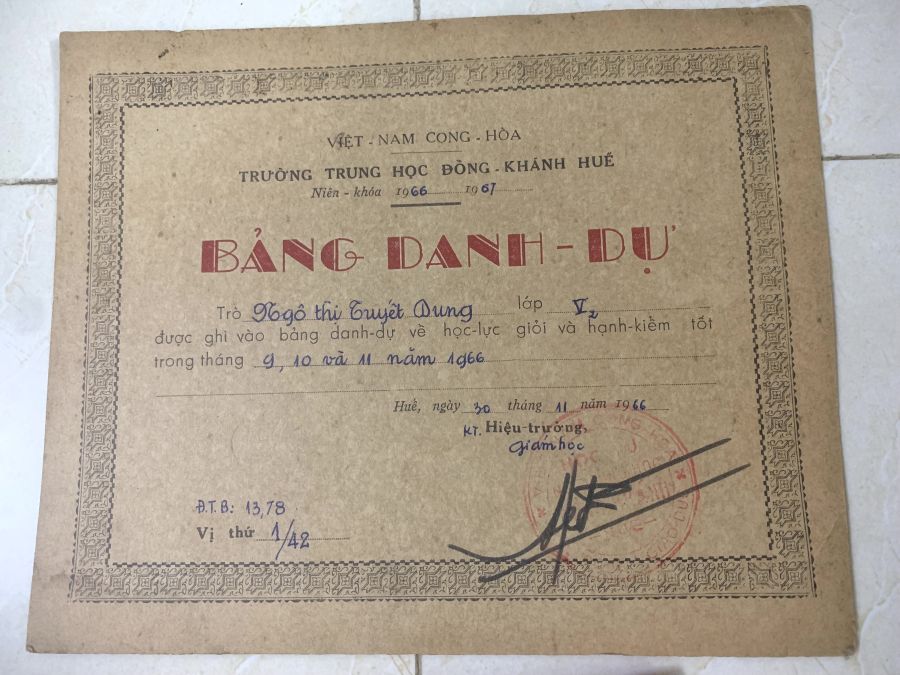 VIỆT - NAM CỌNG - HÒA
TRƯỜNG TRUNG HỌC ĐỒNG - KHÁNH HUẾ
Niên - khóa 1966 1967
BẢNG DANH - DỰ
Trò Ngô thị Tuyết Dung lớp V2
được ghi vào bảng danh-dự về học-lực giỏi và hạnh-kiểm tốt
trong tháng 9, 10 và 11 năm 1966
Huế, ngày 30 tháng 11 năm 1966
KT. Hiệu-trưởng,
Giám học
Đ.T.B: 13,78
Vị thứ 1/42